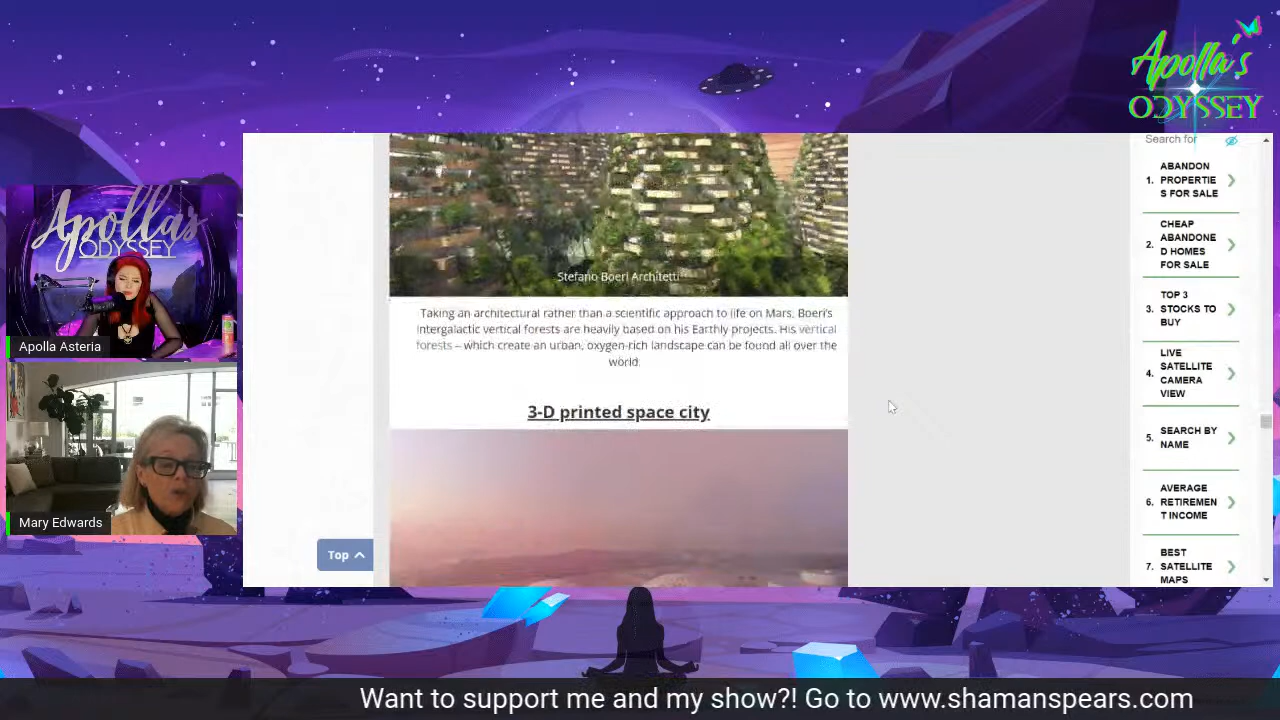 Apolla's
ODYSSEY
Apollas
ODYSSEY
Apolla Asteria
Mary Edwards
Stefano Boeri Architetti
Taking an architectural rather than a scientific approach to life on Mars, Boeri's
intergalactic vertical forests are heavily based on his Earthly projects. His vertical
forests – which create an urban, oxygen-rich landscape can be found all over the
world.
3-D printed space city
Top
Search for
1. ABANDON
PROPERTIE
S FOR SALE
2. CHEAP
ABANDONE
D HOMES
FOR SALE
3. TOP 3
STOCKS TO
BUY
4. LIVE
SATELLITE
CAMERA
VIEW
5. SEARCH BY
NAME
6. AVERAGE
RETIREMEN
T INCOME
7. BEST
SATELLITE
MAPS
Want to support me and my show?! Go to www.shamanspears.com